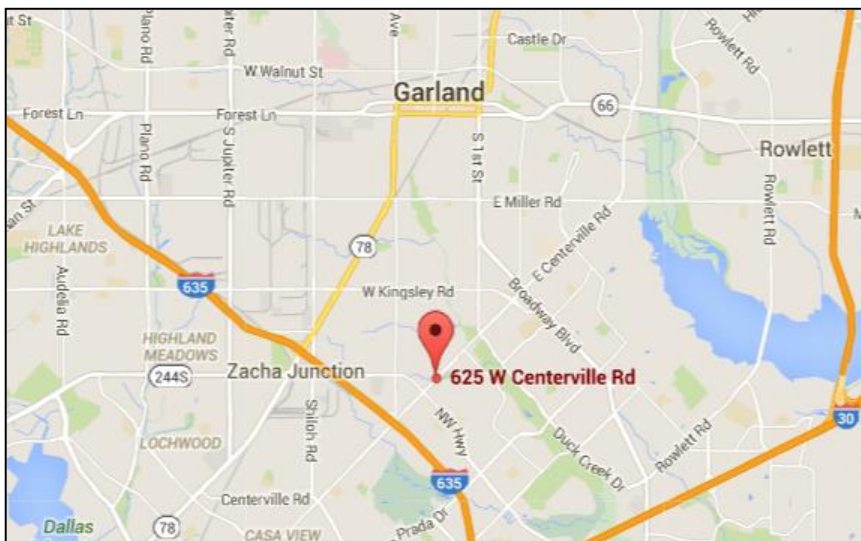 ut St
Plano Rd
Jupiter Rd
Ave
Castle Dr
Rowlett Rd
W Walnut St
Garland
Forest Ln
Forest Ln
66
Plano Rd
S Jupiter Rd
S 1st St
Rowlett
E Miller Rd
Rowlett Rd
LAKE
HIGHLANDS
78
E Centerville Rd
635
W Kingsley Rd
Broadway Blvd
Audelia Rd
HIGHLAND
MEADOWS
244S
Zacha Junction
625 W Centerville Rd
30
Shiloh Rd
NW Hwy
LOCHWOOD
Duck Creek Dr
Rowlett Rd
635
Centerville Rd
Prada Dr
Dallas
78
CASA VIEW